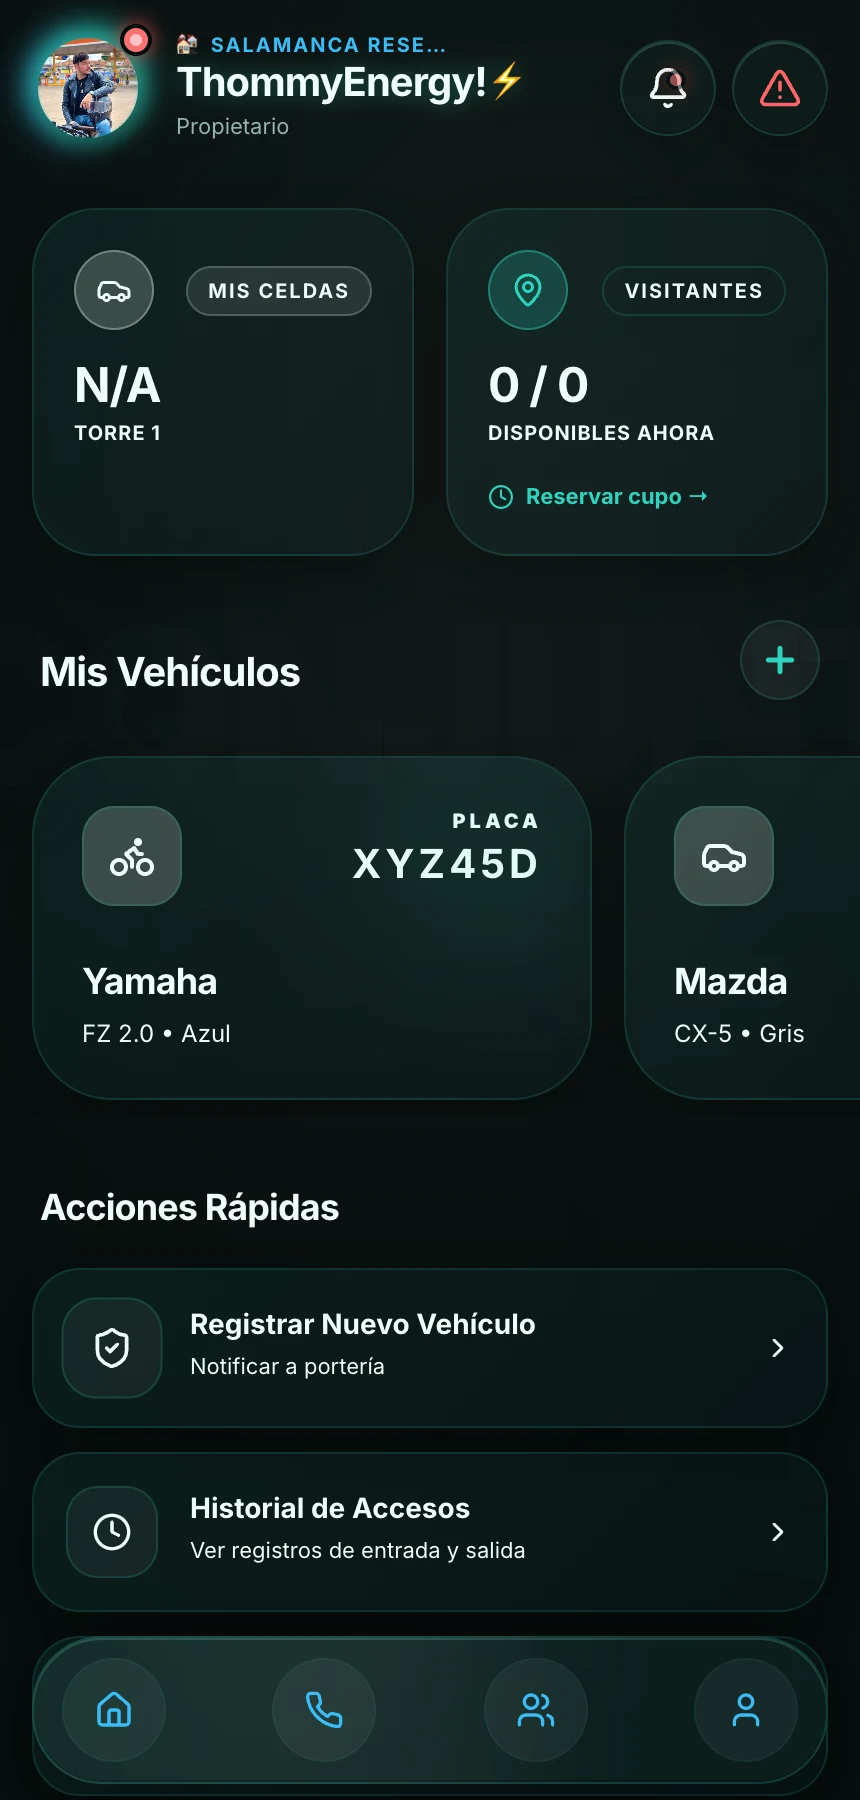 SALAMANCA RESE...
ThommyEnergy!⚡
Propietario
MIS CELDAS
N/A
TORRE 1
VISITANTES
0 / 0
DISPONIBLES AHORA
Reservar cupo →
Mis Vehículos
PLACA
XYZ45D
Yamaha
FZ 2.0 • Azul
Mazda
CX-5 • Gris
Acciones Rápidas
Registrar Nuevo Vehículo
Notificar a portería
Historial de Accesos
Ver registros de entrada y salida